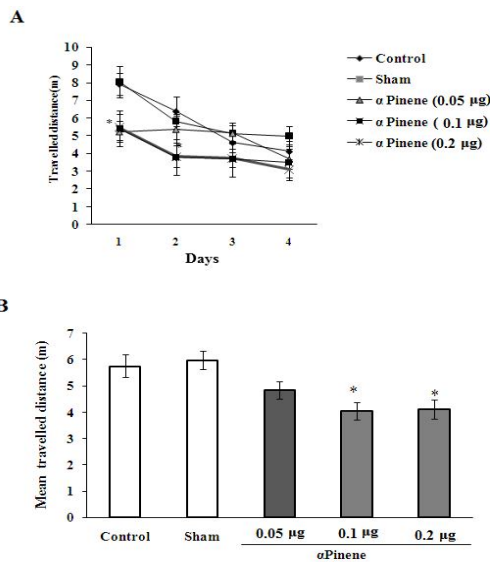 A
10
9
8
7
6
5
4
3
2
1
0
Travelled distance(m)
1 2 3 4
Days
Control
Sham
α Pinene (0.05 µg)
α Pinene ( 0.1 µg)
α Pinene (0.2 µg)
*
*
B
7
6
5
4
3
2
1
0
Mean travelled distance (m)
* *
Control Sham 0.05 µg 0.1 µg 0.2 µg
αPinene